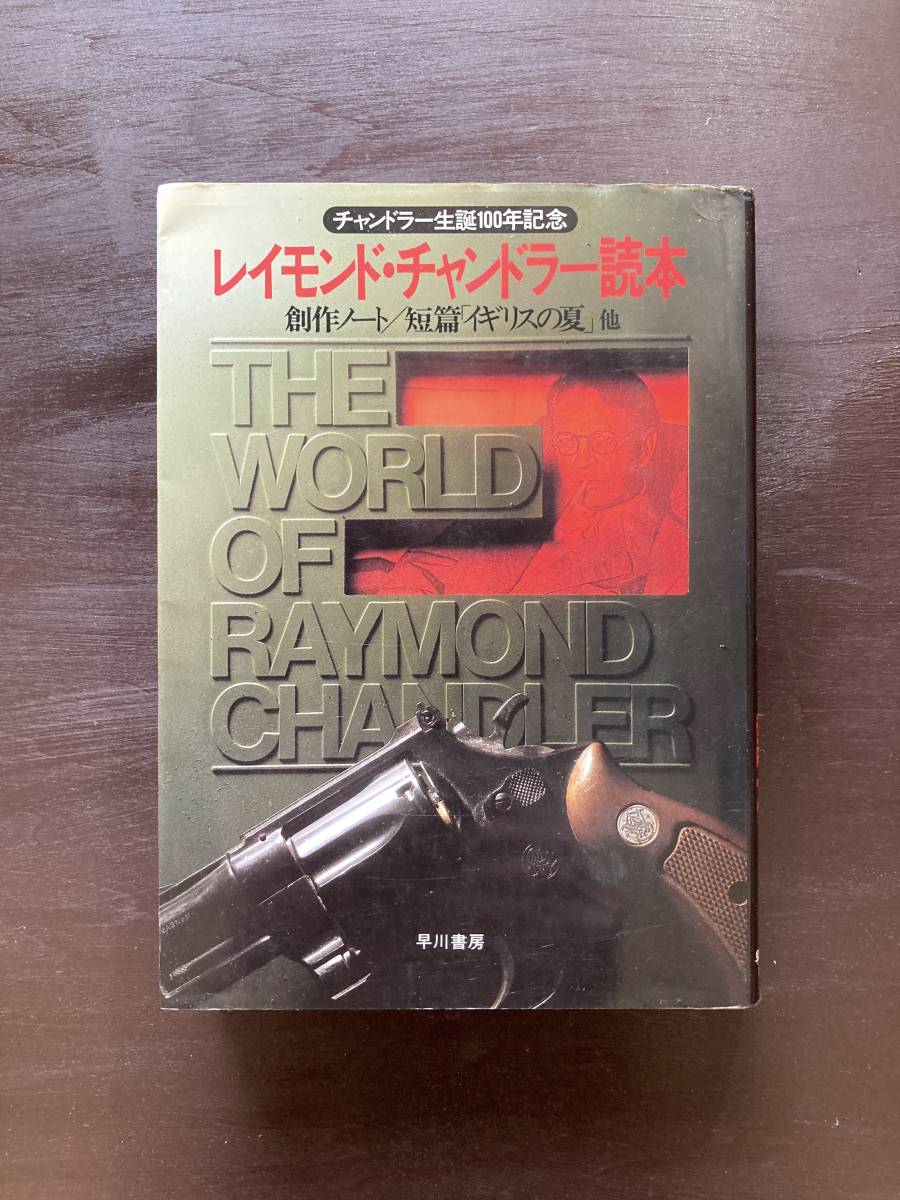 チャンドラー生誕100年記念
レイモンド・チャンドラー読本
創作ノート/短篇「イギリスの夏」他
THE
WORLD
OF
RAYMOND
CHANDLER
早川書房